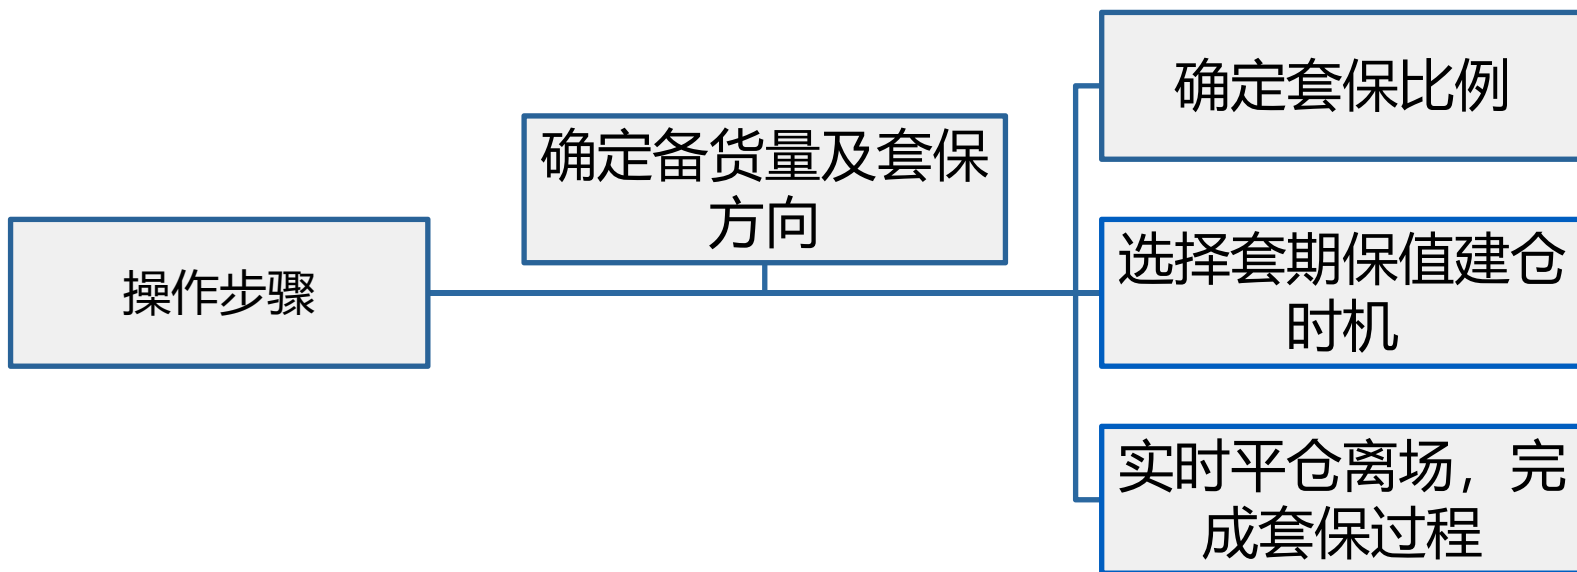 操作步骤
确定备货量及套保
方向
确定套保比例
选择套期保值建仓
时机
实时平仓离场，完
成套保过程